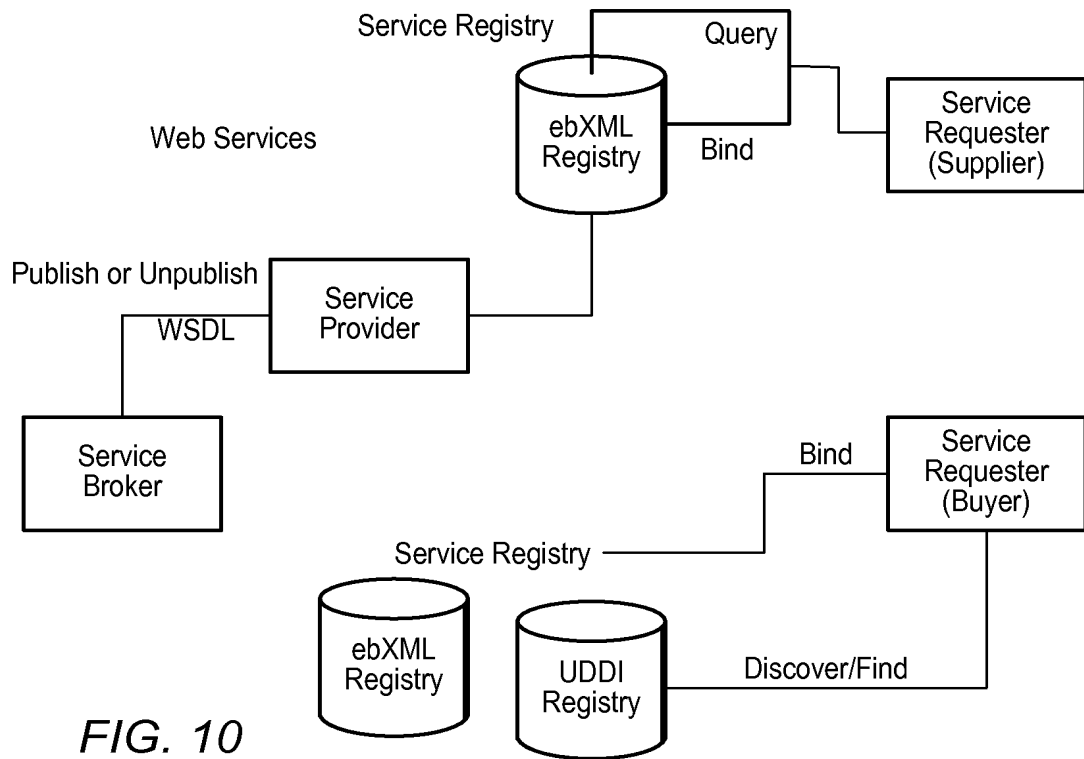 Service Registry
Query
ebXML
Registry
Bind
Service
Requester
(Supplier)
Web Services
Publish or Unpublish
WSDL
Service
Provider
Service
Broker
Bind
Service
Requester
(Buyer)
Service Registry
ebXML
Registry
UDDI
Registry
Discover/Find
FIG. 10